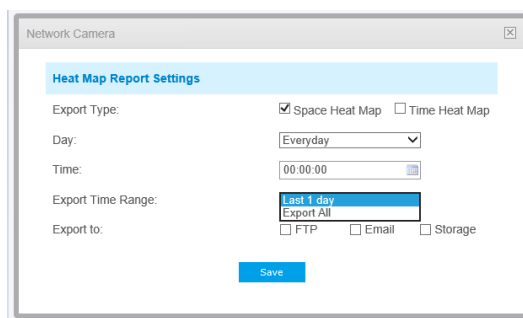 Network Camera
Heat Map Report Settings
Export Type: Space Heat Map Time Heat Map
Day: Everyday
Time: 00:00:00
Export Time Range: Last 1 day
Export All
Export to: FTP Email Storage
Save